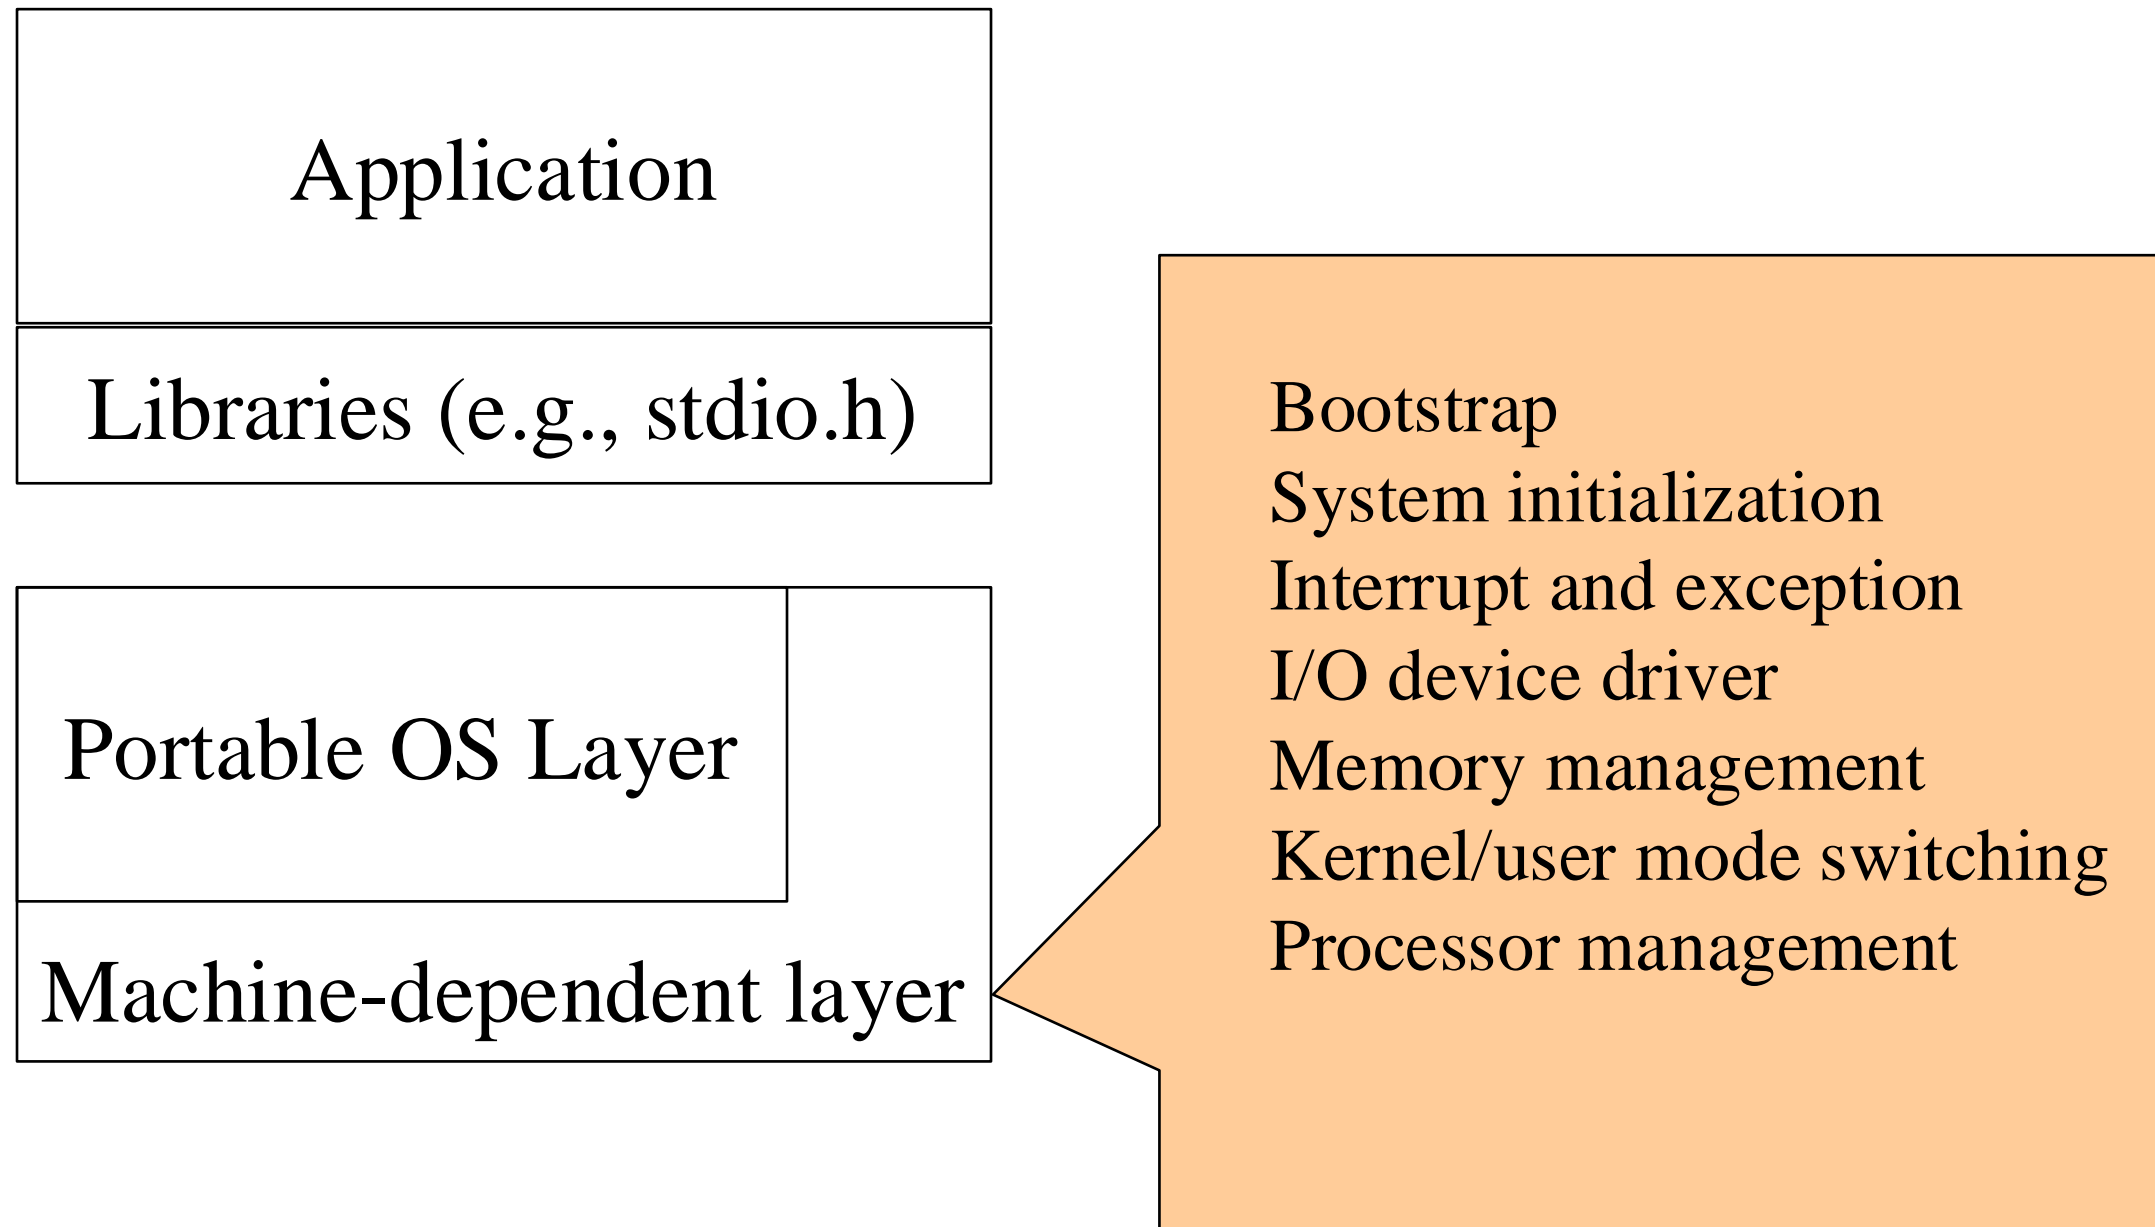 Application
Libraries (e.g., stdio.h)
Portable OS Layer
Machine-dependent layer
Bootstrap
System initialization
Interrupt and exception
I/O device driver
Memory management
Kernel/user mode switching
Processor management